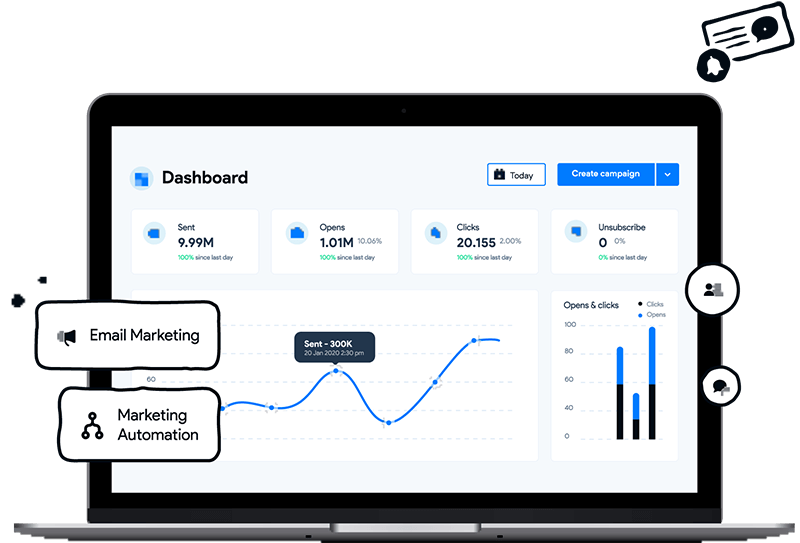 Dashboard
Today
Create campaign
Sent
9.99M
100% since last day
Opens
1.01M 10.06%
100% since last day
Clicks
20.155 2.00%
100% since last day
Unsubscribe
0 0%
0% since last day
Email Marketing
Marketing
Automation
60
Sent - 300K
20 Jan 2020 2:30 pm
Opens & clicks
Clicks
Opens
100
80
60
40
0